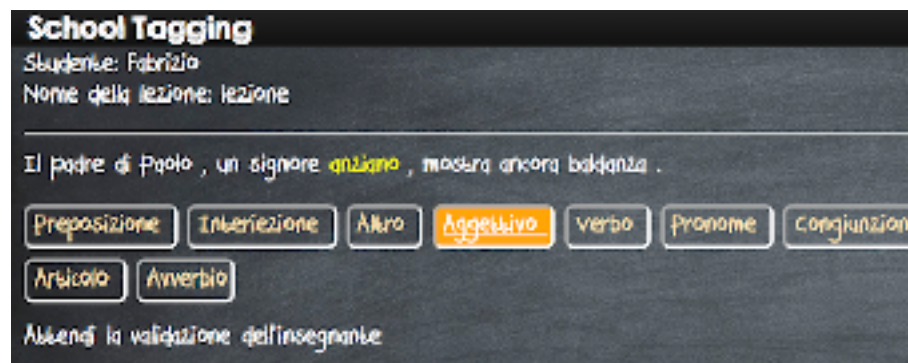 School Tagging
Studente: Fabrizio
Nome della lezione: lezione
Il padre di Paolo , un signore anziano , mostra ancora baldanza .
Preposizione Interiezione Altro Aggettivo Verbo Pronome Congiunzion
Articolo Avverbio
Attendi la validazione dell'insegnante